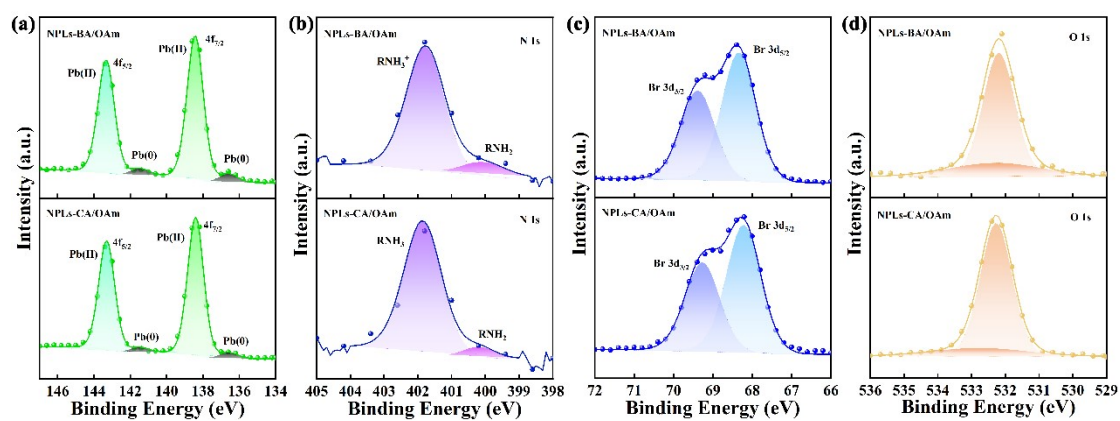 (a)
NPLs-BA/OAm
4f7/2
Pb(II)
4f5/2
Pb(II)
Pb(0)
Pb(0)
NPLs-CA/OAm
4f7/2
Pb(II)
4f5/2
Pb(II)
Pb(0)
Pb(0)
Intensity (a.u.)
146 144 142 140 138 136 134
Binding Energy (eV)
(b)
NPLs-BA/OAm
N 1s
RNH3+
RNH2
NPLs-CA/OAm
N 1s
RNH3
RNH2
Intensity (a.u.)
405 404 402 401 400 399 398
Binding Energy (eV)
(c)
NPLs-BA/OAm
Br 3d5/2
Br 3d3/2
NPLs-CA/OAm
Br 3d5/2
Br 3d3/2
Intensity (a.u.)
72 71 70 69 68 67 66
Binding Energy (eV)
(d)
NPLs-BA/OAm
O 1s
NPLs-CA/OAm
O 1s
Intensity (a.u.)
536 535 534 533 532 531 530 529
Binding Energy (eV)